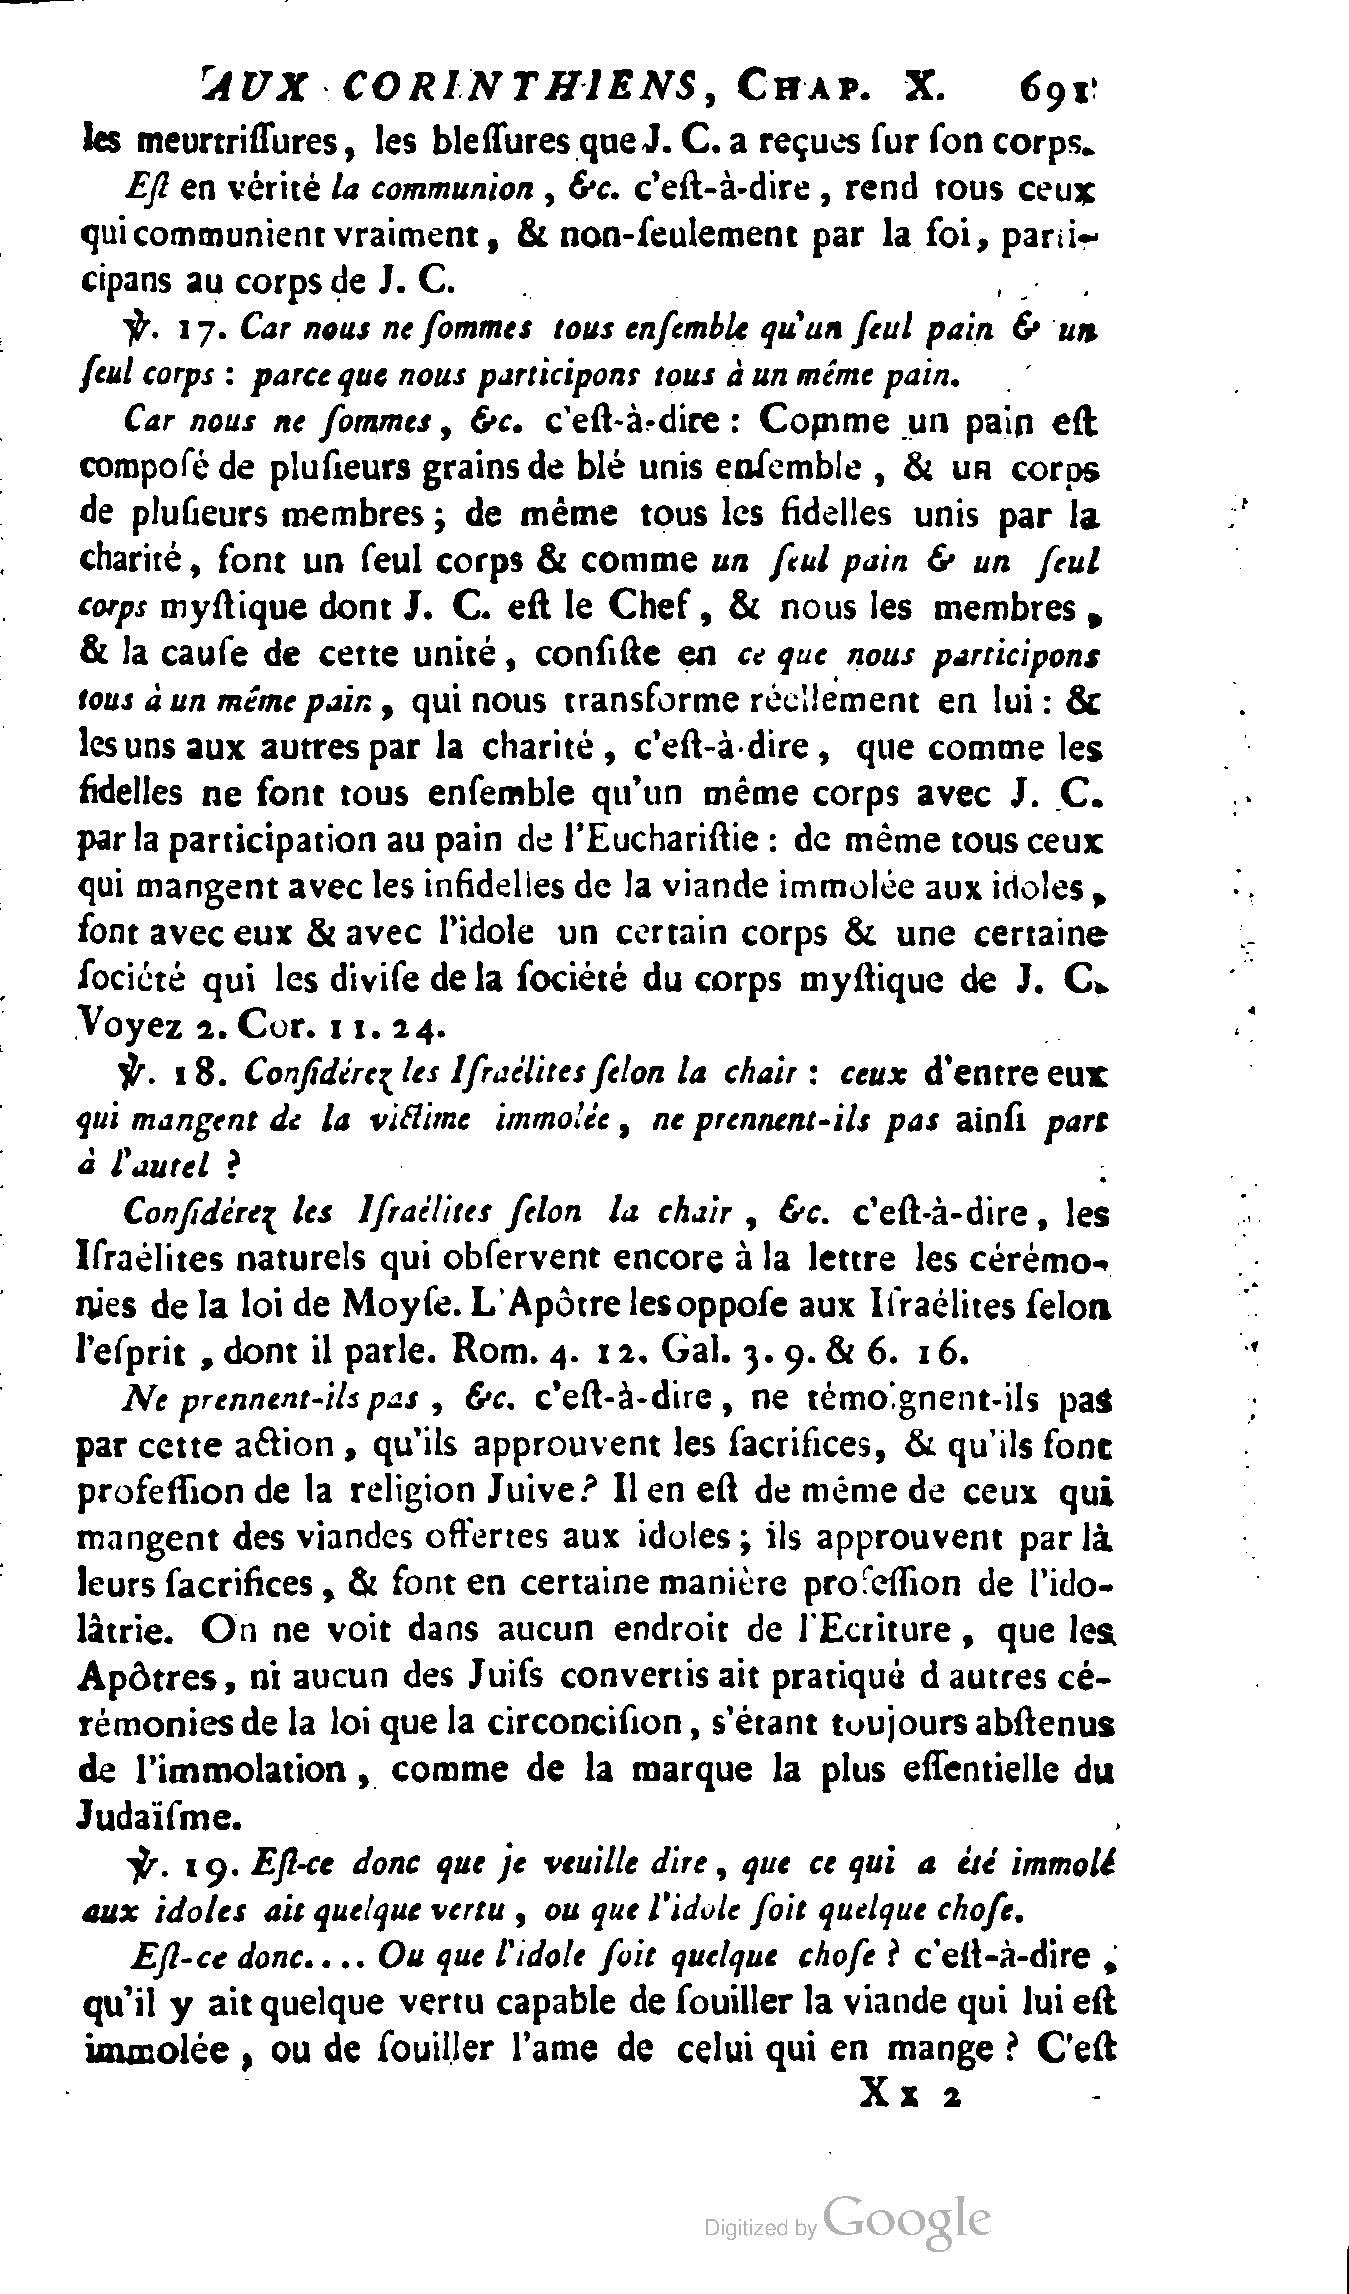 AUX CORINTHIENS, CHAP. X. 691
les meurtriſſures, les bleſſures que J. C. a reçues ſur ſon corps.
Eſt en vérité la communion, &c. c'eſt-à-dire, rend tous ceux
qui communient vraiment, & non-ſeulement par la foi, parti-
cipans au corps de J. C.
℣. 17. Car nous ne ſommes tous enſemble qu'un ſeul pain & un
ſeul corps : parce que nous participons tous à un même pain.
Car nous ne ſommes, &c. c'eſt-à-dire : Comme un pain eſt
compoſé de pluſieurs grains de blé unis enſemble, & un corps
de pluſieurs membres ; de même tous les fidelles unis par la
charité, font un ſeul corps & comme un ſeul pain & un ſeul
corps myſtique dont J. C. eſt le Chef, & nous les membres,
& la cauſe de cette unité, conſiſte en ce que nous participons
tous à un même pain, qui nous transforme réellement en lui : &
les uns aux autres par la charité, c'eſt-à-dire, que comme les
fidelles ne font tous enſemble qu'un même corps avec J. C.
par la participation au pain de l'Euchariſtie : de même tous ceux
qui mangent avec les infidelles de la viande immolée aux idoles,
font avec eux & avec l'idole un certain corps & une certaine
ſociété qui les diviſe de la ſociété du corps myſtique de J. C.
Voyez 2. Cor. 11. 24.
℣. 18. Conſidérez les Iſraélites ſelon la chair : ceux d'entre eux
qui mangent de la victime immolée, ne prennent-ils pas ainſi part
à l'autel ?
Conſidérez les Iſraélites ſelon la chair, &c. c'eſt-à-dire, les
Iſraélites naturels qui obſervent encore à la lettre les cérémo-
nies de la loi de Moyſe. L'Apôtre les oppoſe aux Iſraélites ſelon
l'eſprit, dont il parle. Rom. 4. 12. Gal. 3. 9. & 6. 16.
Ne prennent-ils pas, &c. c'eſt-à-dire, ne témoignent-ils pas
par cette action, qu'ils approuvent les ſacrifices, & qu'ils font
profeſſion de la religion Juive ? Il en eſt de même de ceux qui
mangent des viandes offertes aux idoles ; ils approuvent par là
leurs ſacrifices, & font en certaine manière profeſſion de l'ido-
lâtrie. On ne voit dans aucun endroit de l'Ecriture, que les
Apôtres, ni aucun des Juifs convertis ait pratiqué d autres cé-
rémonies de la loi que la circonciſion, s'étant toujours abſtenus
de l'immolation, comme de la marque la plus eſſentielle du
Judaïſme.
℣. 19. Eſt-ce donc que je veuille dire, que ce qui a été immolé
aux idoles ait quelque vertu, ou que l'idole ſoit quelque choſe.
Eſt-ce donc.... Ou que l'idole ſoit quelque choſe ? c'eſt-à-dire,
qu'il y ait quelque vertu capable de ſouiller la viande qui lui eſt
immolée, ou de ſouiller l'ame de celui qui en mange ? C'eſt
Xx 2
Digitized by Google